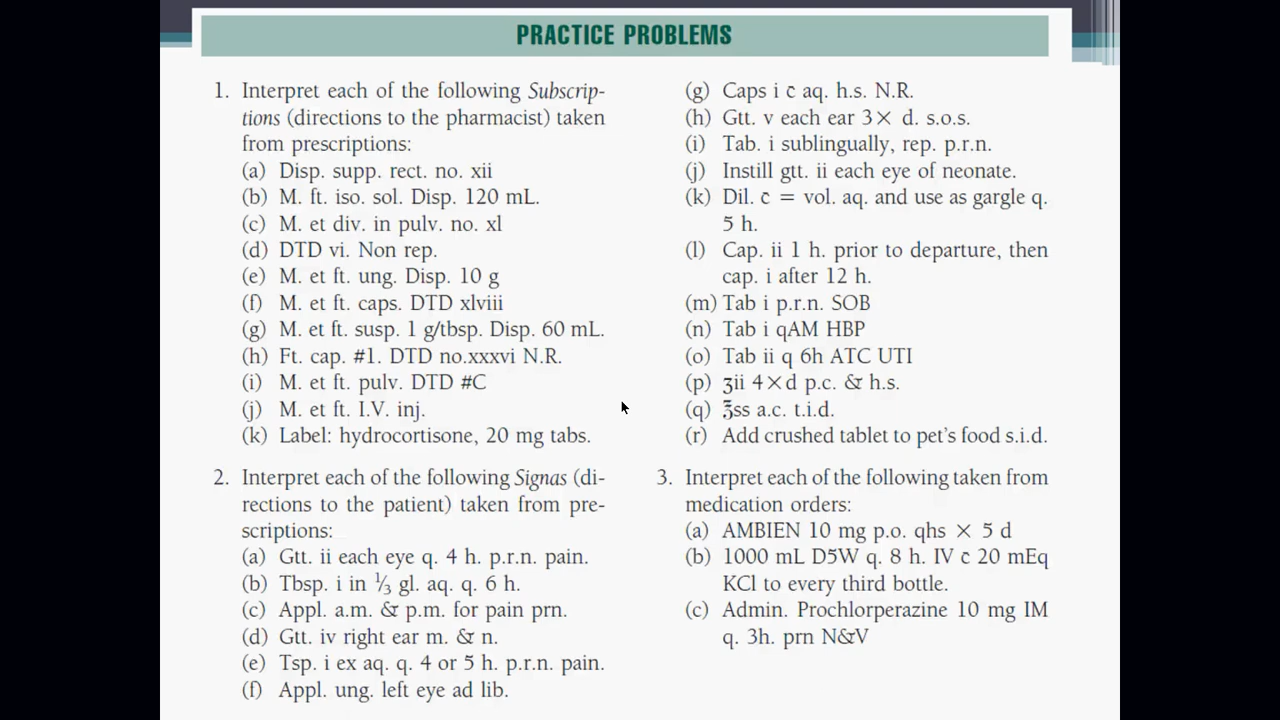 PRACTICE PROBLEMS
1. Interpret each of the following Subscrip-
tions (directions to the pharmacist) taken
from prescriptions:
(a) Disp. supp. rect. no. xii
(b) M. ft. iso. sol. Disp. 120 mL.
(c) M. et div. in pulv. no. xl
(d) DTD vi. Non rep.
(e) M. et ft. ung. Disp. 10 g
(f) M. et ft. caps. DTD xlviii
(g) M. et ft. susp. 1 g/tbsp. Disp. 60 mL.
(h) Ft. cap. #1. DTD no.xxxvi N.R.
(i) M. et ft. pulv. DTD #C
(j) M. et ft. I.V. inj.
(k) Label: hydrocortisone, 20 mg tabs.
2. Interpret each of the following Signas (di-
rections to the patient) taken from pre-
scriptions:
(a) Gtt. ii each eye q. 4 h. p.r.n. pain.
(b) Tbsp. i in ⅓ gl. aq. q. 6 h.
(c) Appl. a.m. & p.m. for pain prn.
(d) Gtt. iv right ear m. & n.
(e) Tsp. i ex aq. q. 4 or 5 h. p.r.n. pain.
(f) Appl. ung. left eye ad lib.
(g) Caps i c̄ aq. h.s. N.R.
(h) Gtt. v each ear 3× d. s.o.s.
(i) Tab. i sublingually, rep. p.r.n.
(j) Instill gtt. ii each eye of neonate.
(k) Dil. c̄ = vol. aq. and use as gargle q.
5 h.
(l) Cap. ii 1 h. prior to departure, then
cap. i after 12 h.
(m) Tab i p.r.n. SOB
(n) Tab i qAM HBP
(o) Tab ii q 6h ATC UTI
(p) ʒii 4×d p.c. & h.s.
(q) ℥ss a.c. t.i.d.
(r) Add crushed tablet to pet's food s.i.d.
3. Interpret each of the following taken from
medication orders:
(a) AMBIEN 10 mg p.o. qhs × 5 d
(b) 1000 mL D5W q. 8 h. IV c̄ 20 mEq
KCl to every third bottle.
(c) Admin. Prochlorperazine 10 mg IM
q. 3h. prn N&V